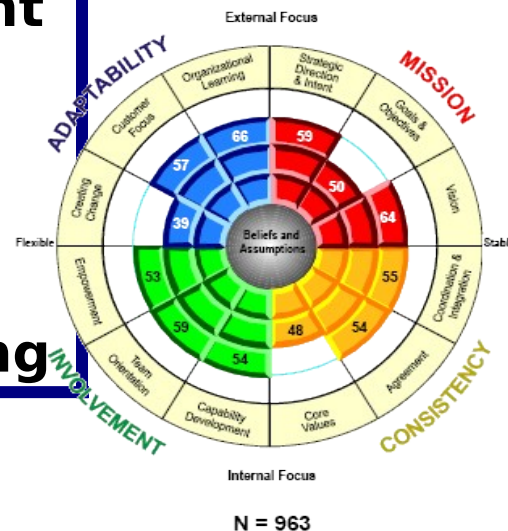 nt
External Focus
ADAPTABILITY
MISSION
Organizational
Learning
Strategic
Direction
& Intent
Customer
Focus
Goals &
Objectives
Creating
Change
Vision
66
59
57
50
39
64
Beliefs and
Assumptions
Flexible
Stabl
53
55
59
54
54
48
Empowerment
Coordination &
Integration
Team
Orientation
Agreement
Capability
Development
Core
Values
ng
INVOLVEMENT
CONSISTENCY
Internal Focus
N = 963